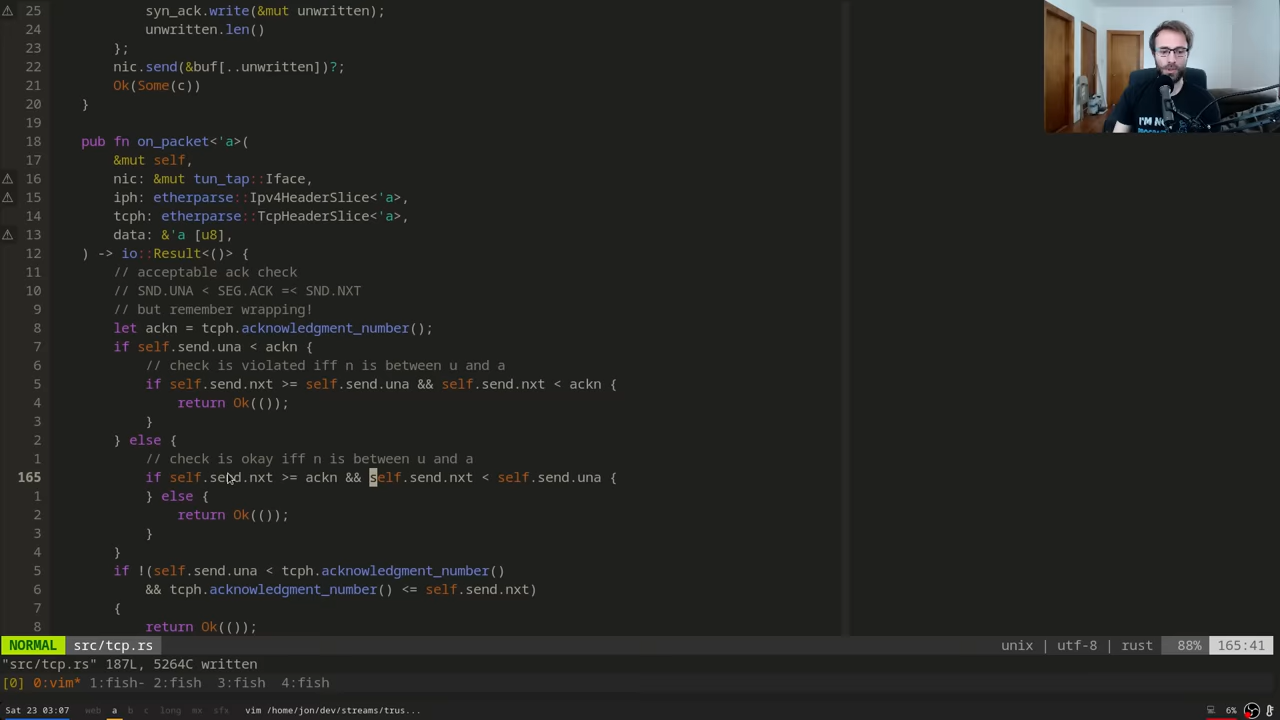 ⚠ 25 syn_ack.write(&mut unwritten);
24 unwritten.len()
23 };
22 nic.send(&buf[..unwritten])?;
21 Ok(Some(c))
20 }
19
18 pub fn on_packet<'a>(
17 &mut self,
⚠ 16 nic: &mut tun_tap::Iface,
⚠ 15 iph: etherparse::Ipv4HeaderSlice<'a>,
14 tcph: etherparse::TcpHeaderSlice<'a>,
⚠ 13 data: &'a [u8],
12 ) -> io::Result<()> {
11 // acceptable ack check
10 // SND.UNA < SEG.ACK =< SND.NXT
9 // but remember wrapping!
8 let ackn = tcph.acknowledgment_number();
7 if self.send.una < ackn {
6 // check is violated iff n is between u and a
5 if self.send.nxt >= self.send.una && self.send.nxt < ackn {
4 return Ok(());
3 }
2 } else {
1 // check is okay iff n is between u and a
165 if self.send.nxt >= ackn && self.send.nxt < self.send.una {
1 } else {
2 return Ok(());
3 }
4 }
5 if !(self.send.una < tcph.acknowledgment_number()
6 && tcph.acknowledgment_number() <= self.send.nxt)
7 {
8 return Ok(());
NORMAL src/tcp.rs unix | utf-8 | rust 88% 165:41
"src/tcp.rs" 187L, 5264C written
[0] 0:vim* 1:fish- 2:fish 3:fish 4:fish
Sat 23 03:07 web a b c long mx sfx vim /home/jon/dev/streams/trus... 6%
I'M NO